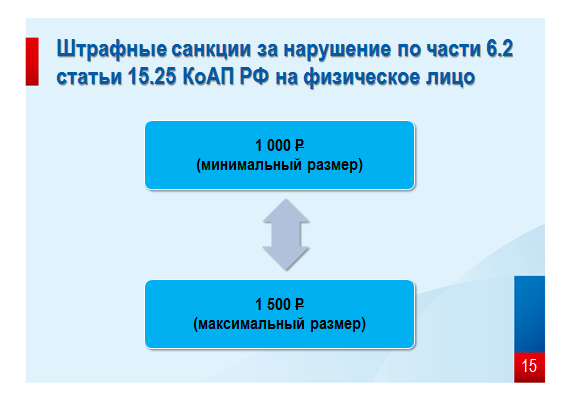 Штрафные санкции за нарушение по части 6.2
статьи 15.25 КоАП РФ на физическое лицо
1 000 ₽
(минимальный размер)
1 500 ₽
(максимальный размер)
15